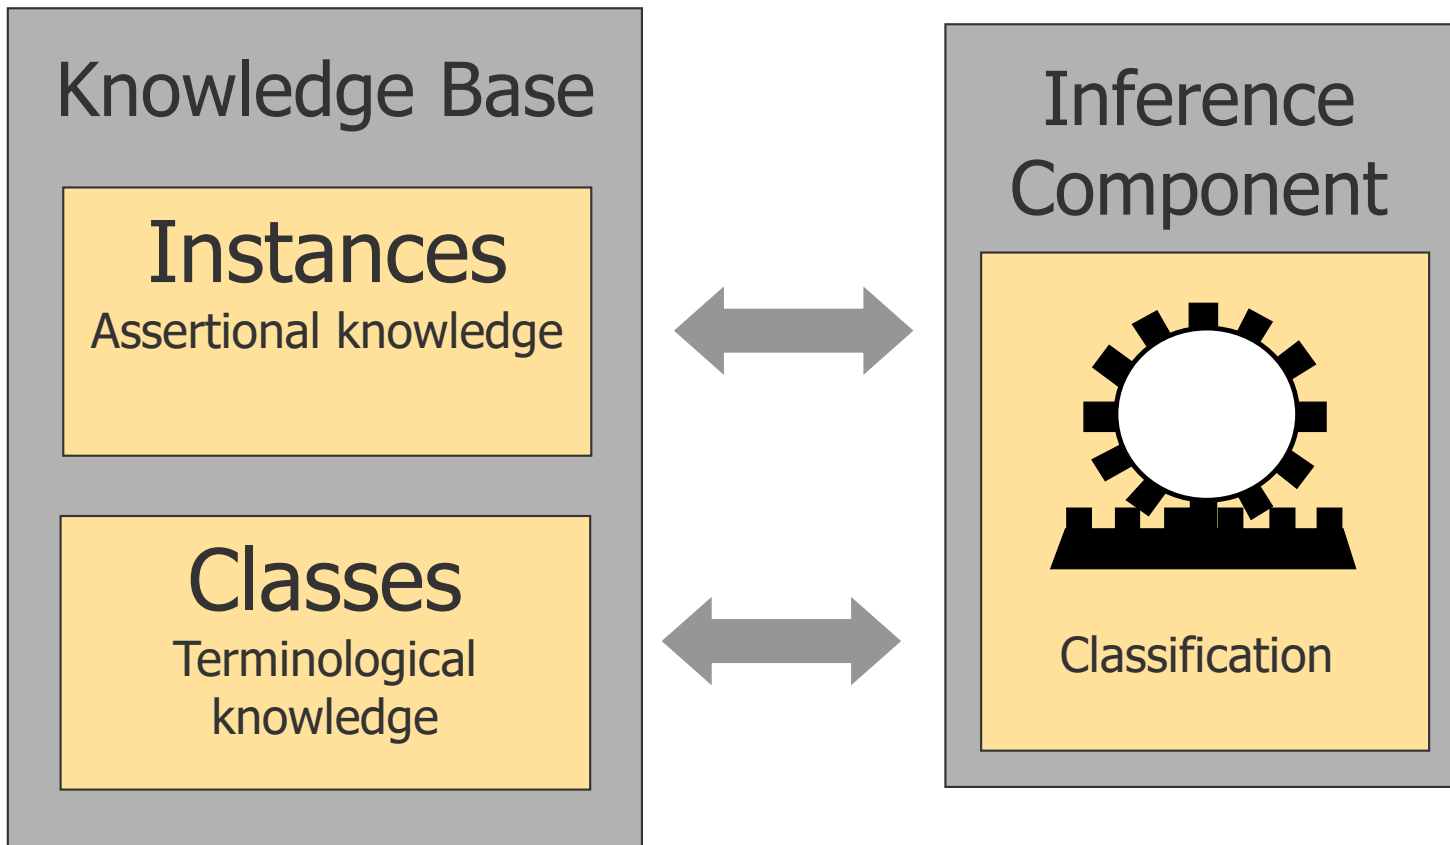 Knowledge Base
Instances
Assertional knowledge
Classes
Terminological
knowledge
Inference
Component
Classification